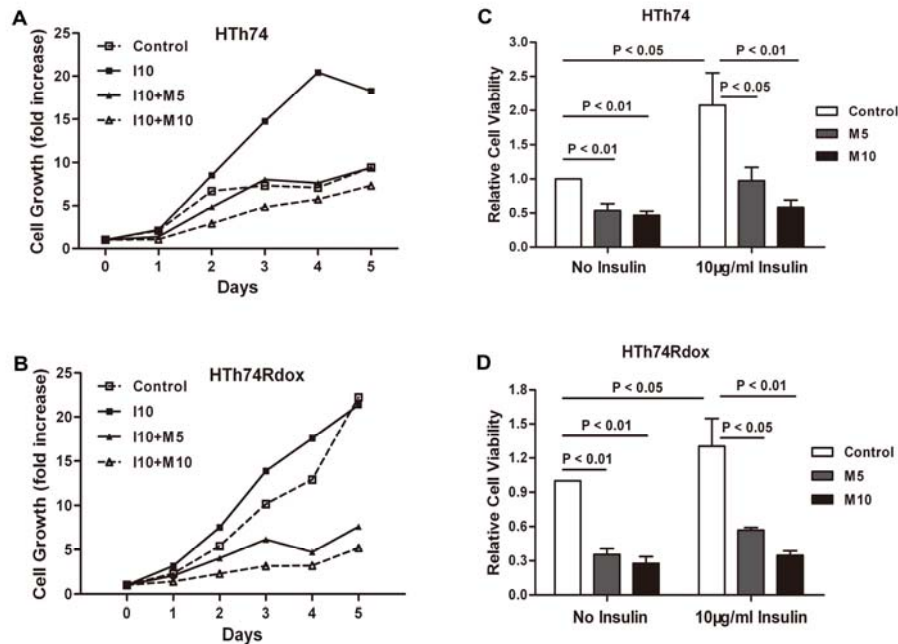 A
HTh74
Control
I10
I10+M5
I10+M10
Cell Growth (fold increase)
25
20
15
10
5
0
0 1 2 3 4 5
Days
C
HTh74
P < 0.05
P < 0.01
P < 0.01
P < 0.05
P < 0.01
Control
M5
M10
Relative Cell Viability
3.0
2.5
2.0
1.5
1.0
0.5
0.0
No Insulin 10µg/ml Insulin
B
HTh74Rdox
Control
I10
I10+M5
I10+M10
Cell Growth (fold increase)
25
20
15
10
5
0
0 1 2 3 4 5
Days
D
HTh74Rdox
P < 0.05
P < 0.01
P < 0.01
P < 0.05
P < 0.01
Control
M5
M10
Relative Cell Viability
1.8
1.5
1.2
0.9
0.6
0.3
0.0
No Insulin 10µg/ml Insulin